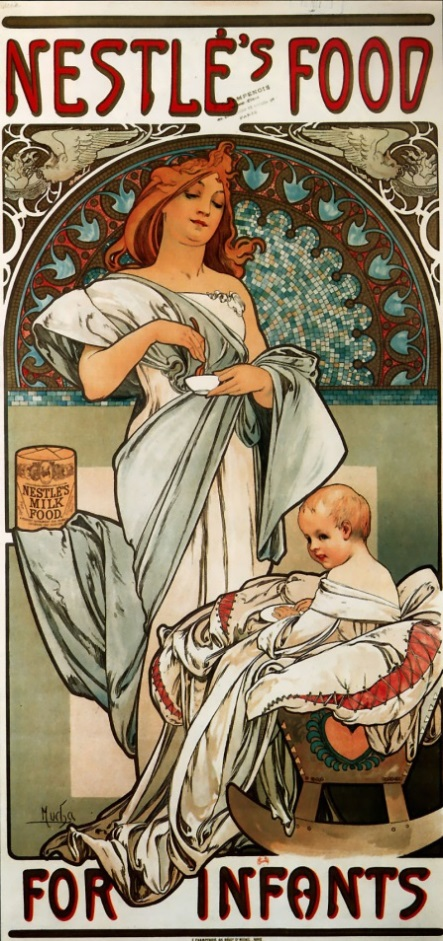 NESTLÉ'S FOOD
NESTLÉ'S
MILK
FOOD
Mucha
FOR INFANTS